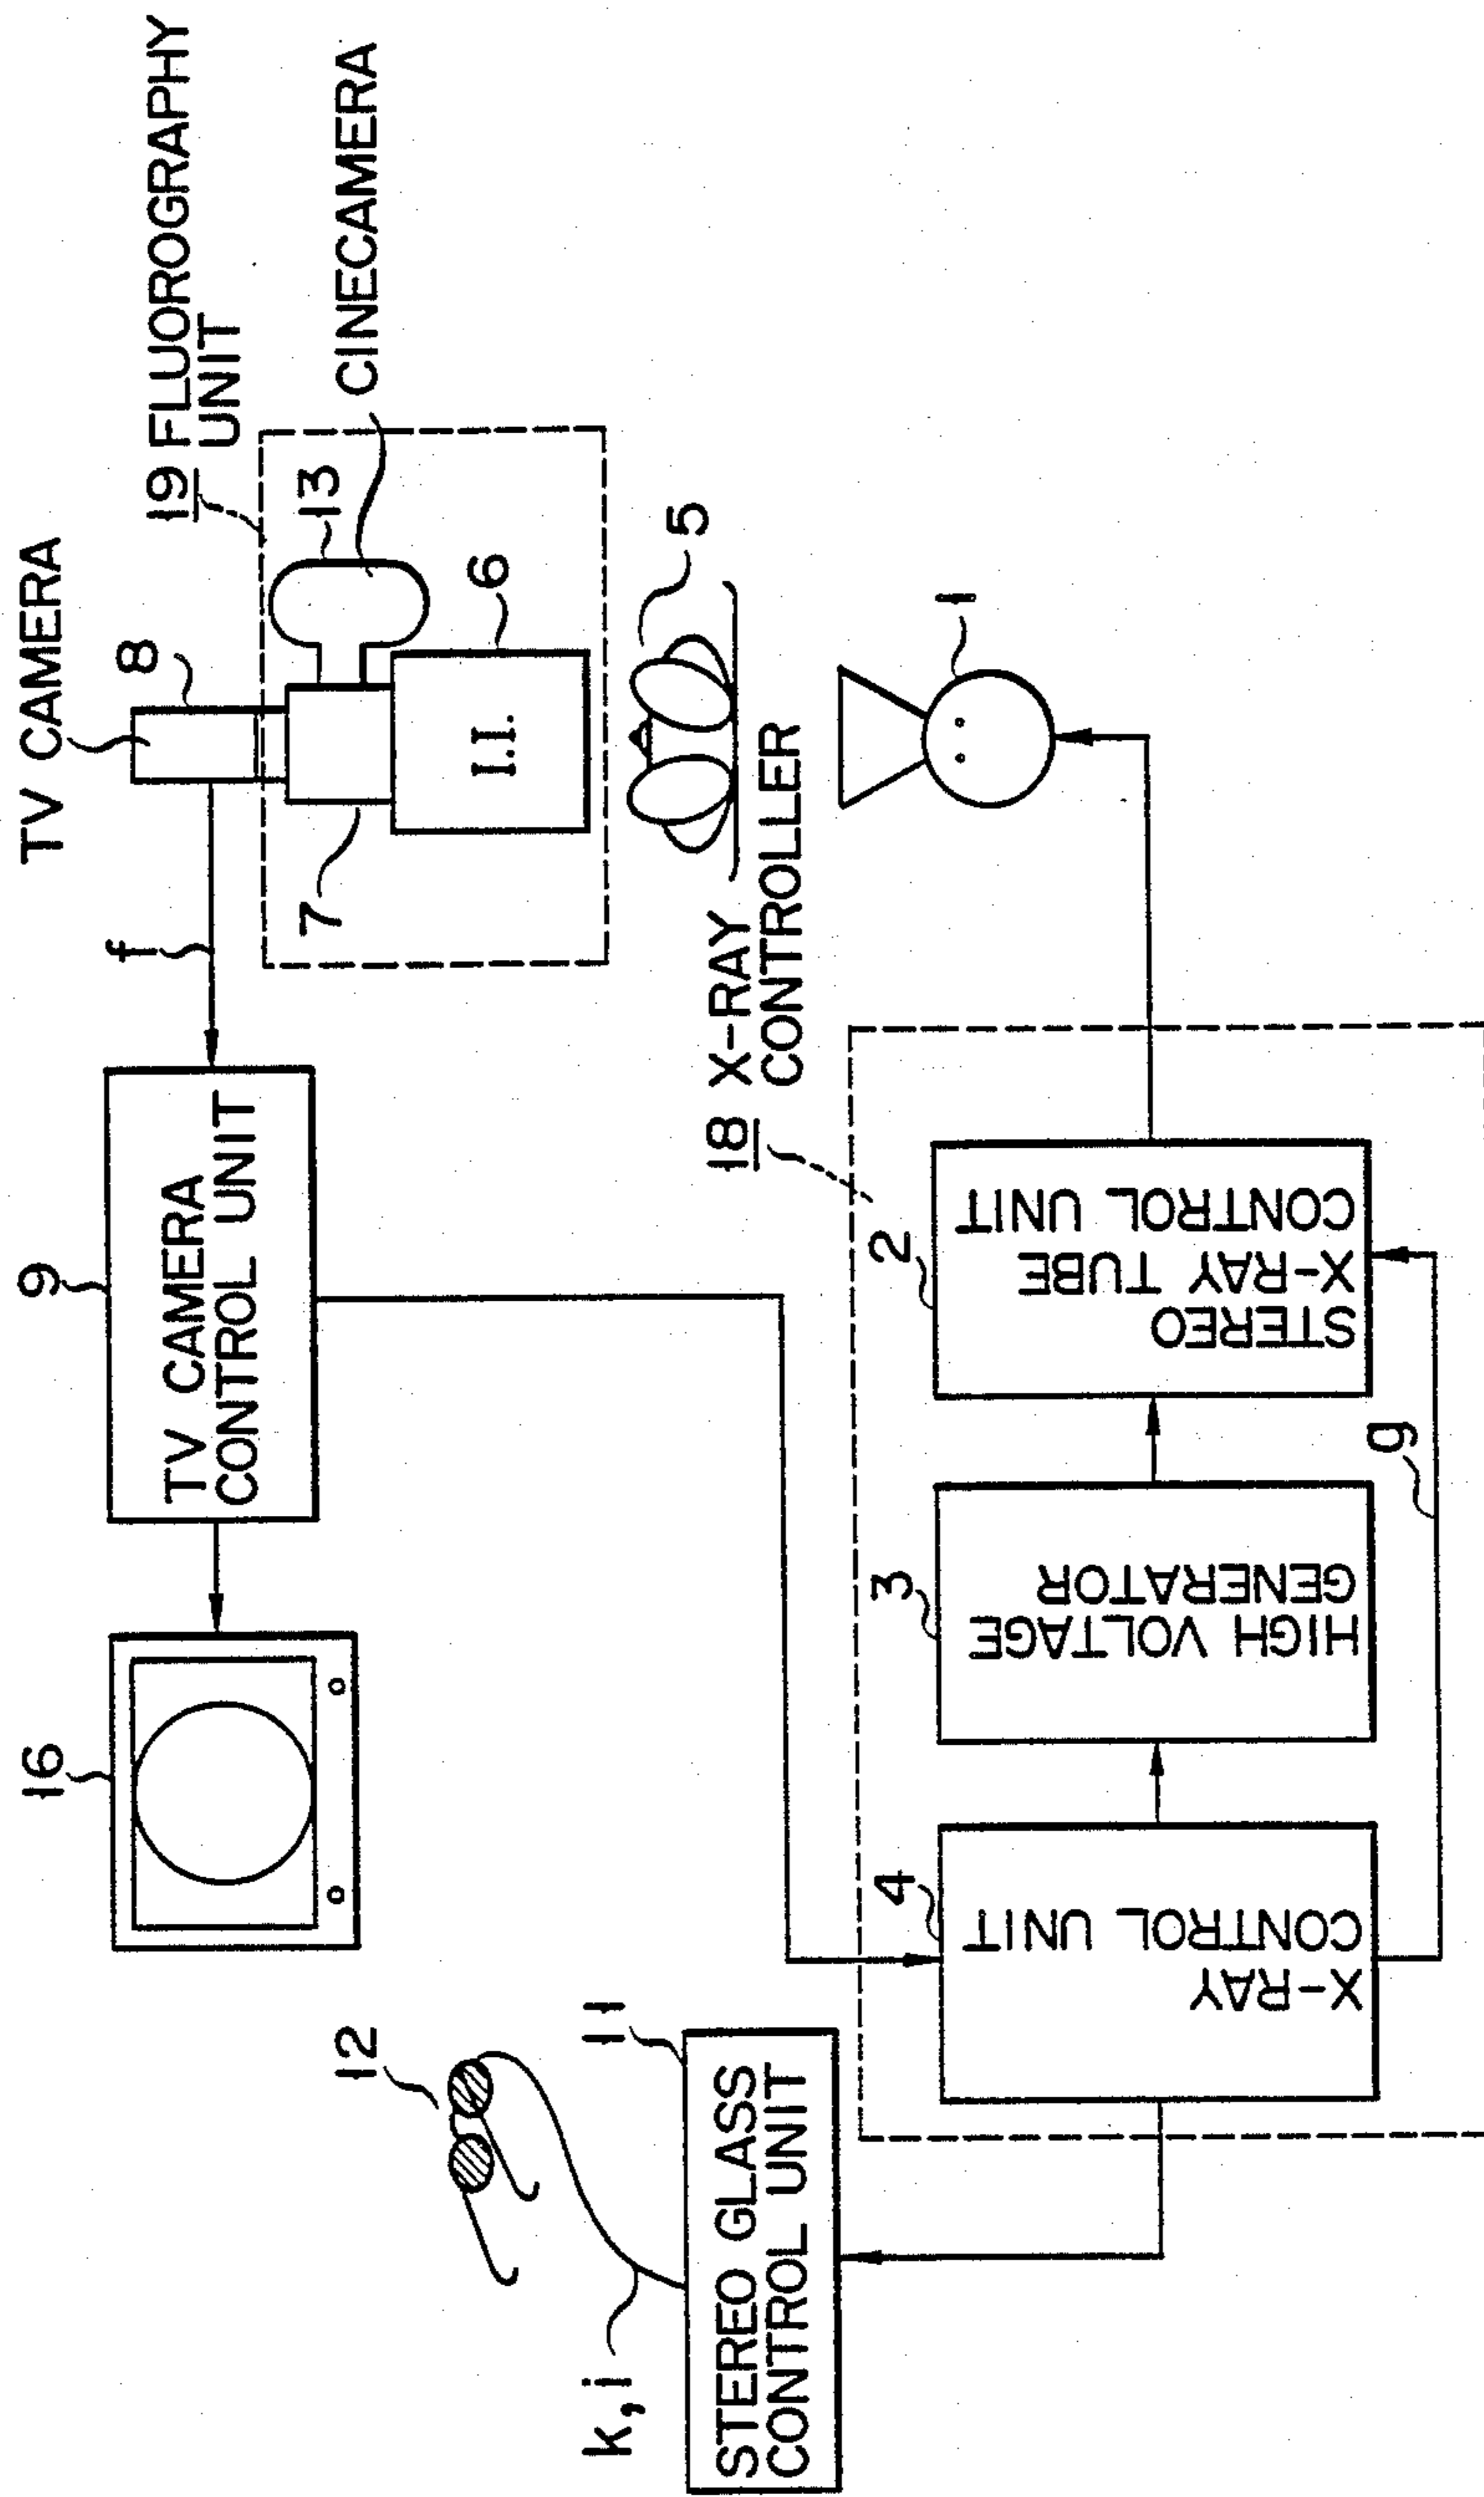 TV CAMERA
8
f
19 FLUOROGRAPHY
UNIT
13
CINECAMERA
7
6
I.I.
5
1
16
9
TV CAMERA
CONTROL UNIT
12
k,i
11
STEREO GLASS
CONTROL UNIT
18 X-RAY
CONTROLLER
4
X-RAY
CONTROL UNIT
3
HIGH VOLTAGE
GENERATOR
2
STEREO
X-RAY TUBE
CONTROL UNIT
g